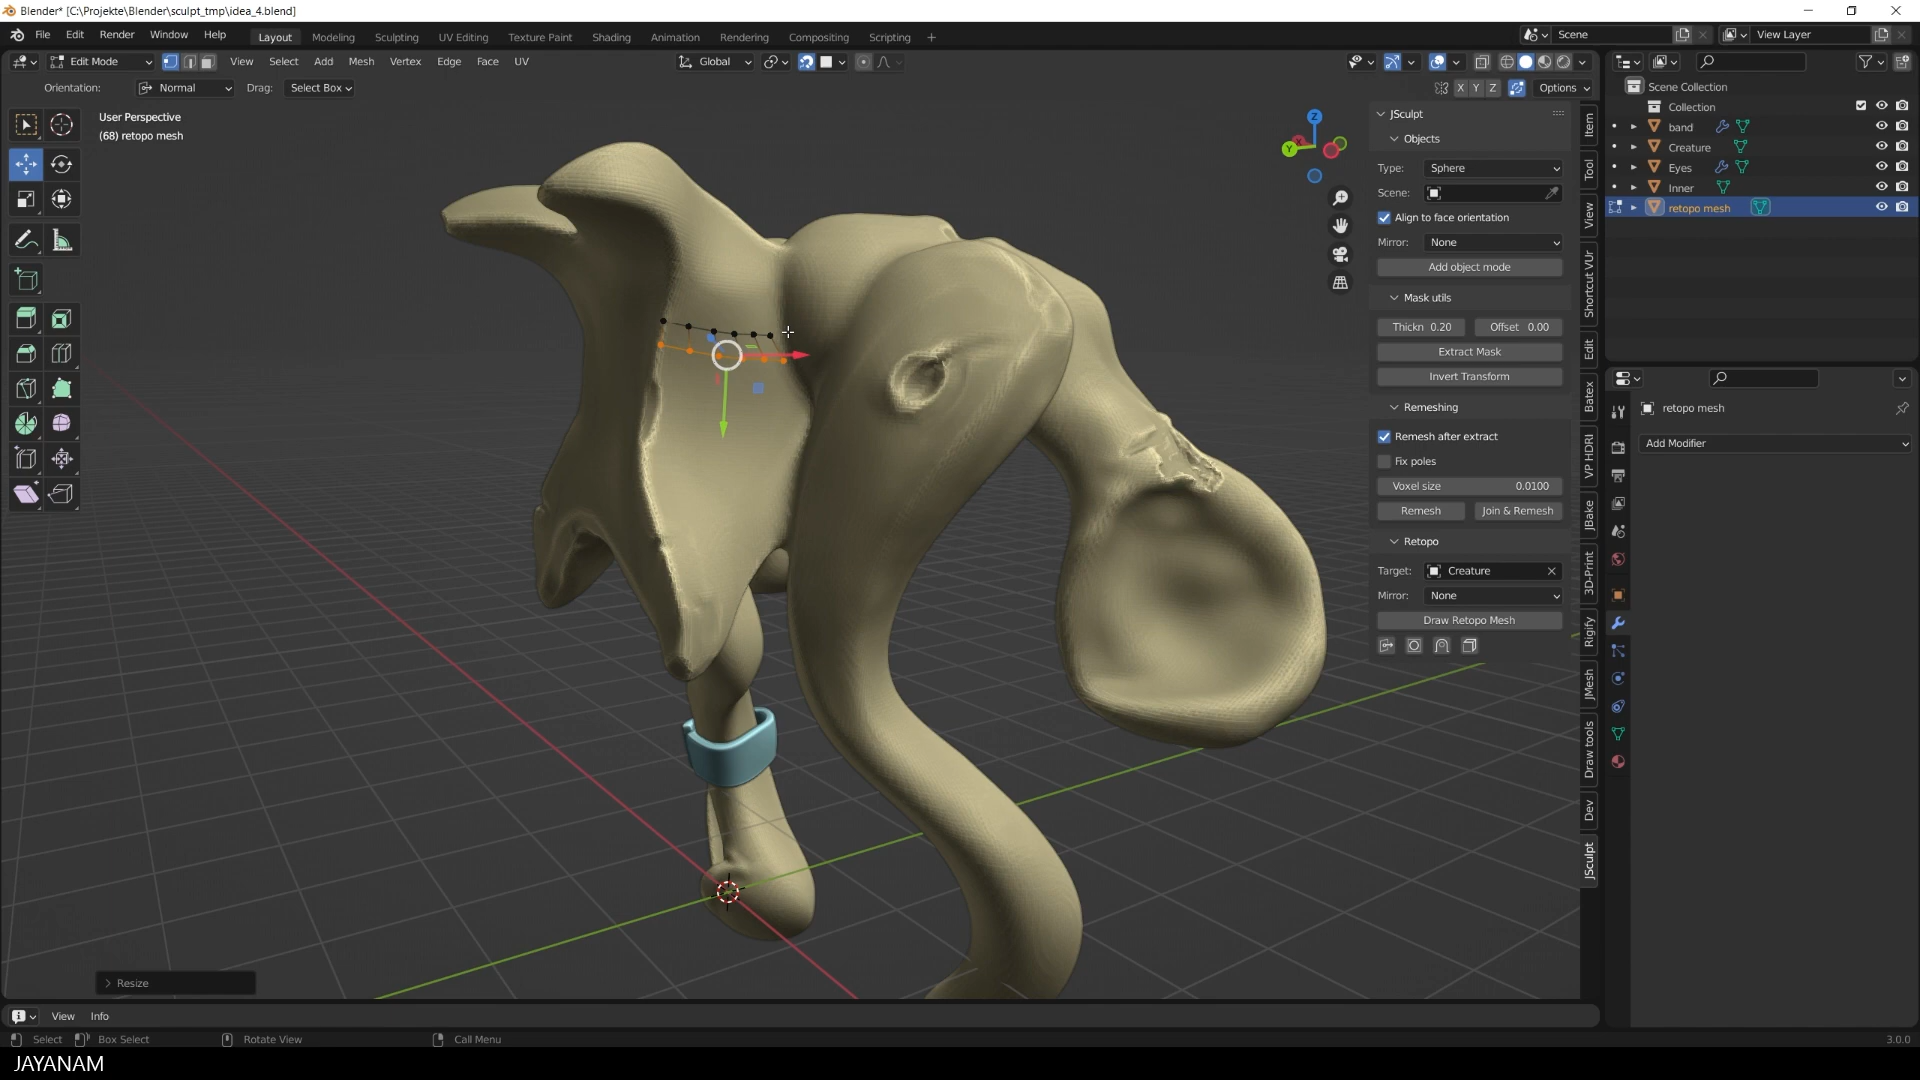 Blender* [C:\Projekte\Blender\sculpt_tmp\idea_4.blend]
File Edit Render Window Help Layout Modeling Sculpting UV Editing Texture Paint Shading Animation Rendering Compositing Scripting + Scene View Layer
Edit Mode View Select Add Mesh Vertex Edge Face UV Global
Orientation: Normal Drag: Select Box X Y Z Options
User Perspective
(68) retopo mesh
Z
Y
JSculpt
Objects
Type: Sphere
Scene:
Align to face orientation
Mirror: None
Add object mode
Mask utils
Thickn 0.20 Offset 0.00
Extract Mask
Invert Transform
Remeshing
Remesh after extract
Fix poles
Voxel size 0.0100
Remesh Join & Remesh
Retopo
Target: Creature
Mirror: None
Draw Retopo Mesh
Item
Tool
View
Shortcut VUr
Edit
Batex
VP HDRI
JBake
3D-Print
Rigify
JMesh
Draw tools
Dev
JSculpt
Scene Collection
Collection
band
Creature
Eyes
Inner
retopo mesh
retopo mesh
Add Modifier
Resize
View Info
Select Box Select Rotate View Call Menu 3.0.0
JAYANAM